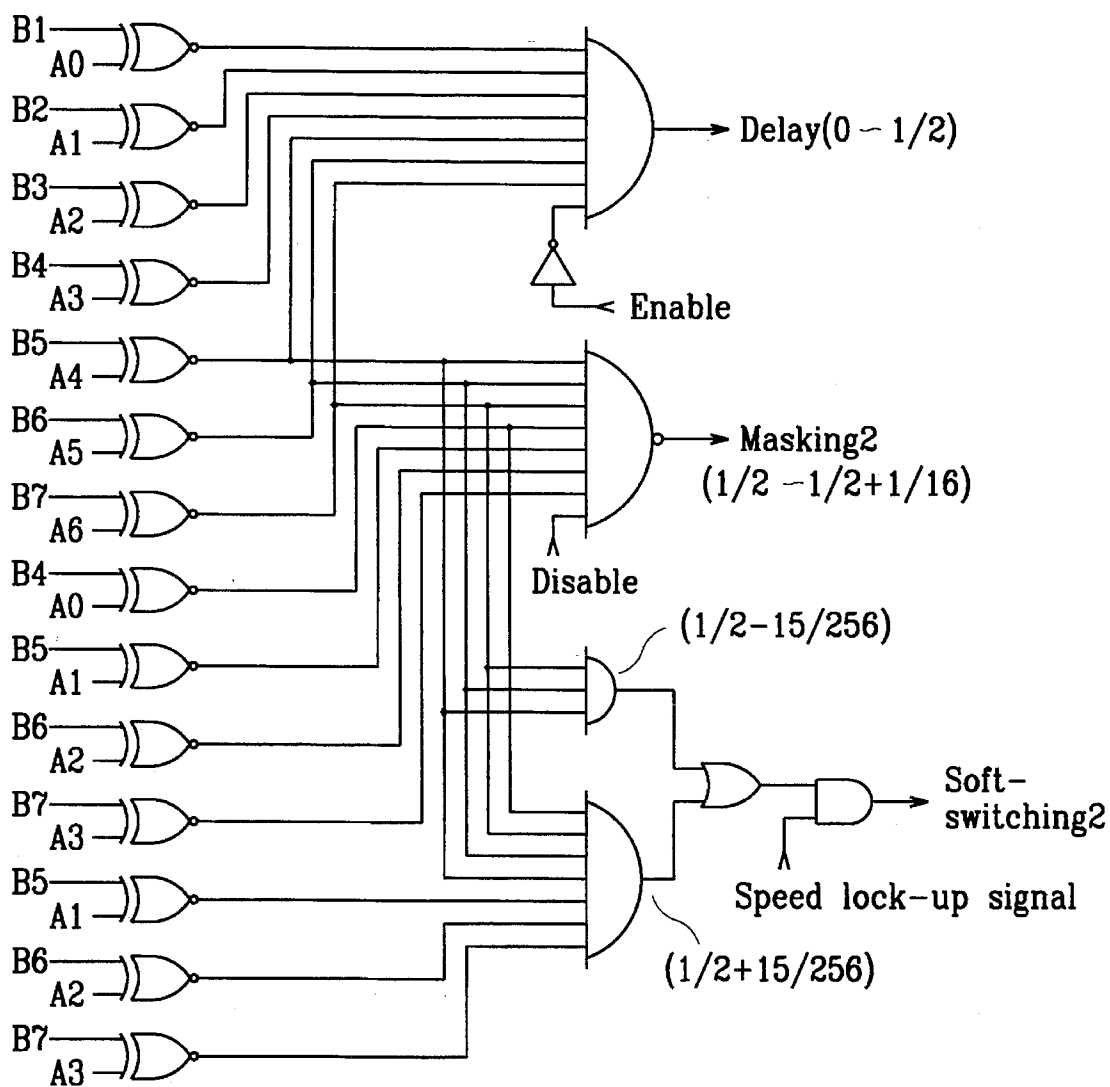 B1
A0
B2
A1
Delay(0 - 1/2)
B3
A2
B4
A3
Enable
B5
A4
B6
A5
Masking2
(1/2 -1/2+1/16)
B7
A6
B4
A0
Disable
B5
A1
(1/2-15/256)
B6
A2
B7
A3
Soft-
switching2
B5
A1
Speed lock-up signal
B6
A2
(1/2+15/256)
B7
A3